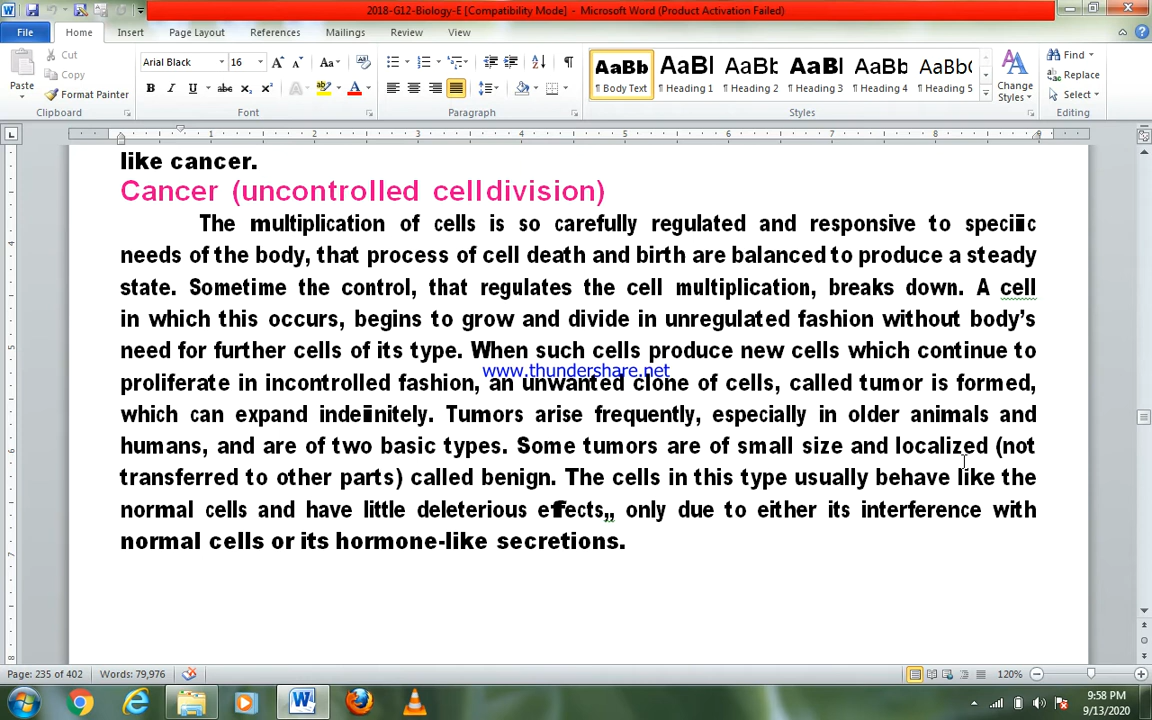 2018-G12-Biology-E [Compatibility Mode] - Microsoft Word (Product Activation Failed)
File Home Insert Page Layout References Mailings Review View
Cut
Copy
Format Painter
Paste
Clipboard
Arial Black 16
Font
Paragraph
AaBb AaBl AaBb AaBb AaBb AaBb(
¶ Body Text ¶ Heading 1 ¶ Heading 2 ¶ Heading 3 ¶ Heading 4 ¶ Heading 5
Styles
Change Styles
Find
Replace
Select
Editing
like cancer.
Cancer (uncontrolled celldivision)
The multiplication of cells is so carefully regulated and responsive to speciic
needs of the body, that process of cell death and birth are balanced to produce a steady
state. Sometime the control, that regulates the cell multiplication, breaks down. A cell
in which this occurs, begins to grow and divide in unregulated fashion without body's
need for further cells of its type. When such cells produce new cells which continue to
www.thundershare.net
proliferate in incontrolled fashion, an unwanted clone of cells, called tumor is formed,
which can expand indeinitely. Tumors arise frequently, especially in older animals and
humans, and are of two basic types. Some tumors are of small size and localized (not
transferred to other parts) called benign. The cells in this type usually behave like the
normal cells and have little deleterious effects,, only due to either its interference with
normal cells or its hormone-like secretions.
Page: 235 of 402 Words: 79,976 120%
9:58 PM
9/13/2020